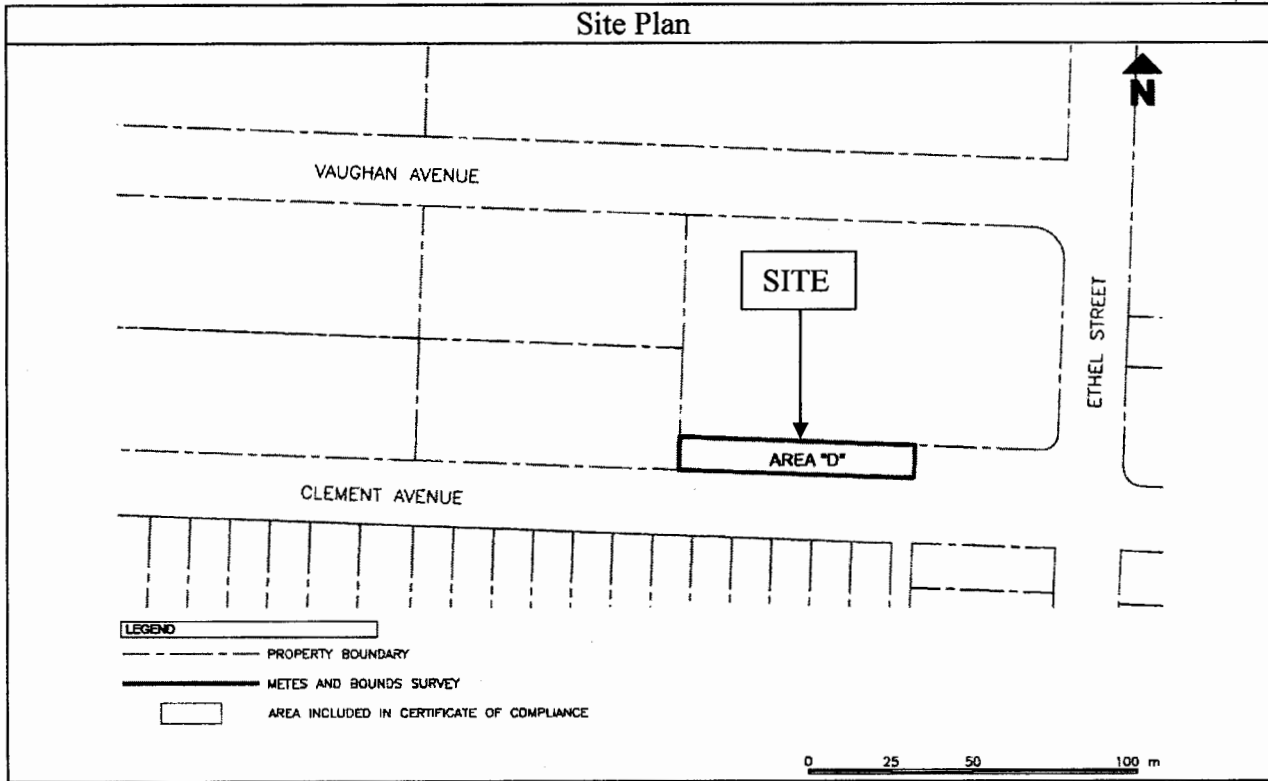 Site Plan
N
VAUGHAN AVENUE
SITE
ETHEL STREET
AREA "D"
CLEMENT AVENUE
LEGEND
PROPERTY BOUNDARY
METES AND BOUNDS SURVEY
AREA INCLUDED IN CERTIFICATE OF COMPLIANCE
0 25 50 100 m